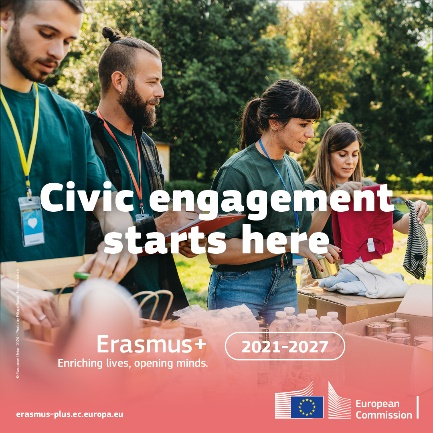 Civic engagement
starts here
Erasmus+
2021-2027
Enriching lives, opening minds.
erasmus-plus.ec.europa.eu
European
Commission